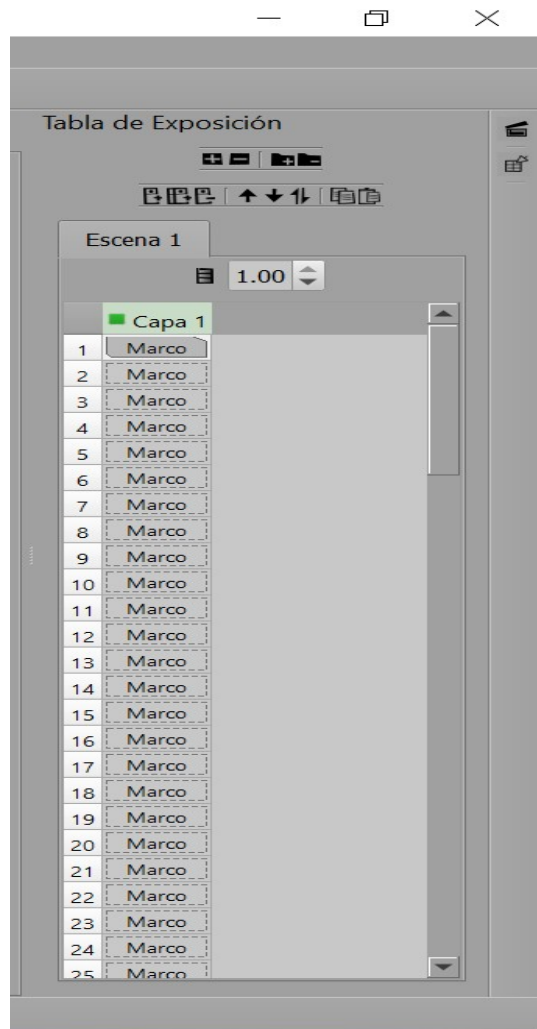 Tabla de Exposición
Escena 1
1.00
Capa 1
1 Marco
2 Marco
3 Marco
4 Marco
5 Marco
6 Marco
7 Marco
8 Marco
9 Marco
10 Marco
11 Marco
12 Marco
13 Marco
14 Marco
15 Marco
16 Marco
17 Marco
18 Marco
19 Marco
20 Marco
21 Marco
22 Marco
23 Marco
24 Marco
25 Marco